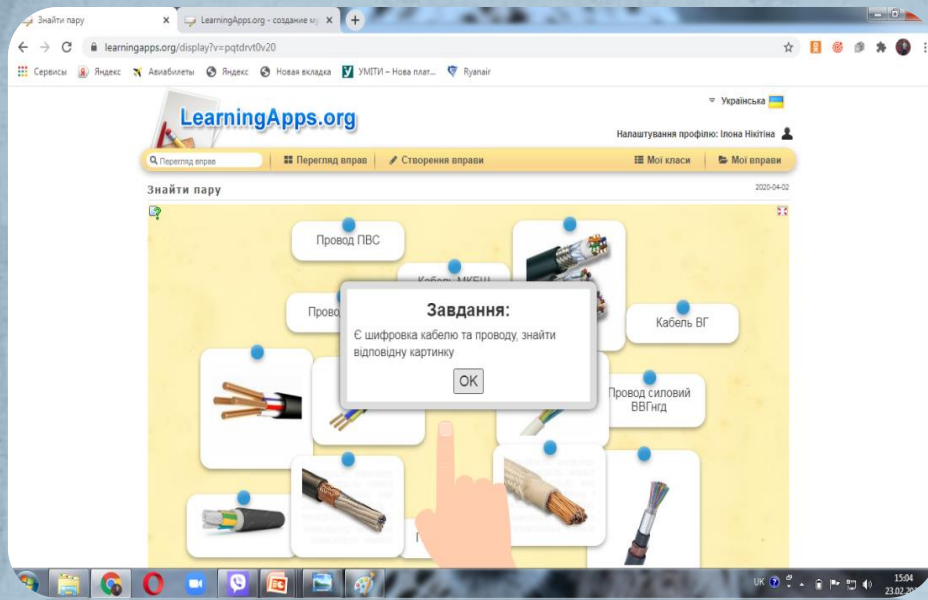 Знайти пару
LearningApps.org - создание му
learningapps.org/display?v=pqtdrvt0v20
Сервисы Яндекс Авиабилеты Яндекс Новая вкладка УМІТИ – Нова плат... Ryanair
Українська
LearningApps.org
Налаштування профілю: Ілона Нікітіна
Перегляд вправ Перегляд вправ Створення вправи Мої класи Мої вправи
Знайти пару 2020-04-02
Провод ПВС
Кабель МКЕШ
Прово
Кабель ВГ
Завдання:
Є шифровка кабелю та проводу, знайти
відповідну картинку
OK
Провод силовий
ВВГнгд
UK 15:04